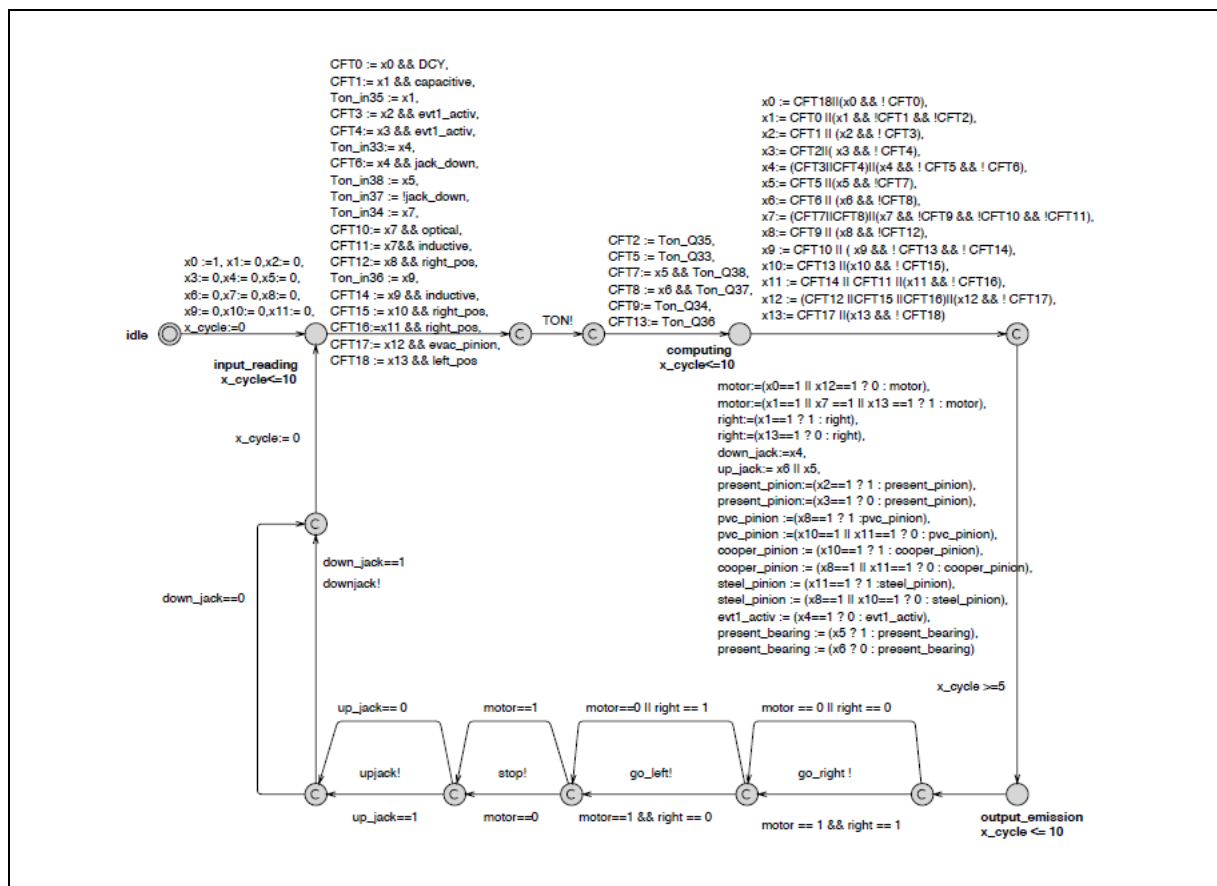 CFT0 := x0 && DCY,
CFT1:= x1 && capacitive,
Ton_in35 := x1,
CFT3 := x2 && evt1_activ,
CFT4:= x3 && evt1_activ,
Ton_in33:= x4,
CFT6:= x4 && jack_down,
Ton_in38 := x5,
Ton_in37 := !jack_down,
Ton_in34 := x7,
CFT10:= x7 && optical,
CFT11:= x7&& inductive,
CFT12:= x8 && right_pos,
Ton_in36 := x9,
CFT14 := x9 && inductive,
CFT15 := x10 && right_pos,
CFT16:=x11 && right_pos,
CFT17:= x12 && evac_pinion,
CFT18 := x13 && left_pos
x0 := CFT18||(x0 && ! CFT0),
x1:= CFT0 ||(x1 && !CFT1 && !CFT2),
x2:= CFT1 || (x2 && ! CFT3),
x3:= CFT2||( x3 && ! CFT4),
x4:= (CFT3||CFT4)||(x4 && ! CFT5 && ! CFT6),
x5:= CFT5 ||(x5 && !CFT7),
x6:= CFT6 || (x6 && !CFT8),
x7:= (CFT7||CFT8)||(x7 && !CFT9 && !CFT10 && !CFT11),
x8:= CFT9 || (x8 && !CFT12),
x9 := CFT10 || ( x9 && ! CFT13 && ! CFT14),
x10:= CFT13 ||(x10 && ! CFT15),
x11 := CFT14 || CFT11 ||(x11 && ! CFT16),
x12 := (CFT12 ||CFT15 ||CFT16)||(x12 && ! CFT17),
x13:= CFT17 ||(x13 && ! CFT18)
CFT2 := Ton_Q35,
CFT5 := Ton_Q33,
CFT7:= x5 && Ton_Q38,
CFT8 := x6 && Ton_Q37,
CFT9:= Ton_Q34,
CFT13:= Ton_Q36
x0 :=1, x1:= 0,x2:= 0,
x3:= 0,x4:= 0,x5:= 0,
x6:= 0,x7:= 0,x8:= 0,
x9:= 0,x10:= 0,x11:= 0,
x_cycle:=0
idle
C
TON!
C
C
input_reading
x_cycle<=10
computing
x_cycle<=10
motor:=(x0==1 || x12==1 ? 0 : motor),
motor:=(x1==1 || x7 ==1 || x13 ==1 ? 1 : motor),
right:=(x1==1 ? 1 : right),
right:=(x13==1 ? 0 : right),
down_jack:=x4,
up_jack:= x6 || x5,
present_pinion:=(x2==1 ? 1 : present_pinion),
present_pinion:=(x3==1 ? 0 : present_pinion),
pvc_pinion :=(x8==1 ? 1 :pvc_pinion),
pvc_pinion :=(x10==1 || x11==1 ? 0 : pvc_pinion),
cooper_pinion := (x10==1 ? 1 : cooper_pinion),
cooper_pinion := (x8==1 || x11==1 ? 0 : cooper_pinion),
steel_pinion := (x11==1 ? 1 :steel_pinion),
steel_pinion := (x8==1 || x10==1 ? 0 : steel_pinion),
evt1_activ := (x4==1 ? 0 : evt1_activ),
present_bearing := (x5 ? 1 : present_bearing),
present_bearing := (x6 ? 0 : present_bearing)
x_cycle:= 0
C
down_jack==1
downjack!
down_jack==0
x_cycle >=5
up_jack== 0
motor==1
motor==0 || right == 1
motor == 0 || right == 0
upjack!
stop!
go_left!
go_right !
C
C
C
C
C
up_jack==1
motor==0
motor==1 && right == 0
motor == 1 && right == 1
output_emission
x_cycle <= 10